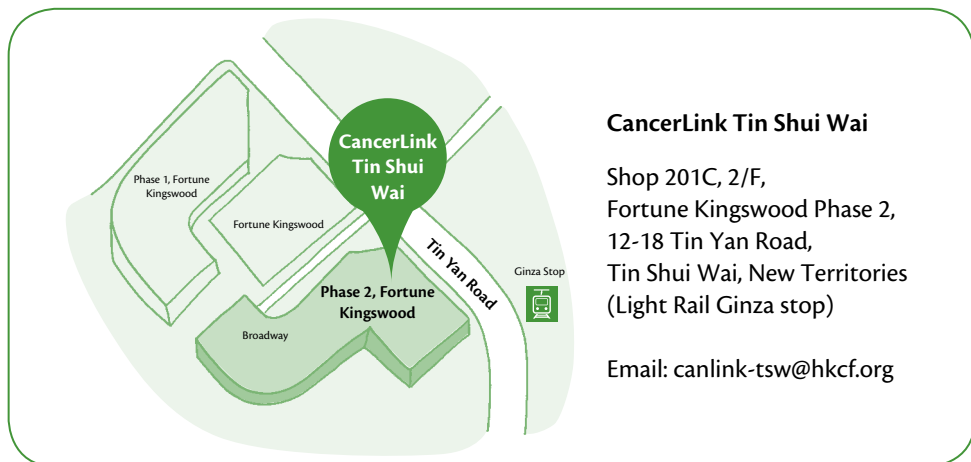 CancerLink
Tin Shui
Wai
Phase 1, Fortune
Kingswood
Fortune Kingswood
Tin Yan Road
Ginza Stop
Phase 2, Fortune
Kingswood
Broadway
CancerLink Tin Shui Wai
Shop 201C, 2/F,
Fortune Kingswood Phase 2,
12-18 Tin Yan Road,
Tin Shui Wai, New Territories
(Light Rail Ginza stop)
Email: canlink-tsw@hkcf.org